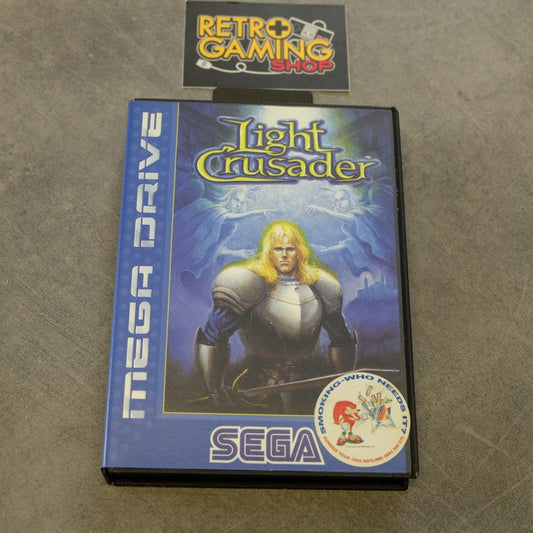 RETRO
GAMING
SHOP
Light
Crusader
MEGA DRIVE
SEGA
SMOKING-WHO NEEDS IT?